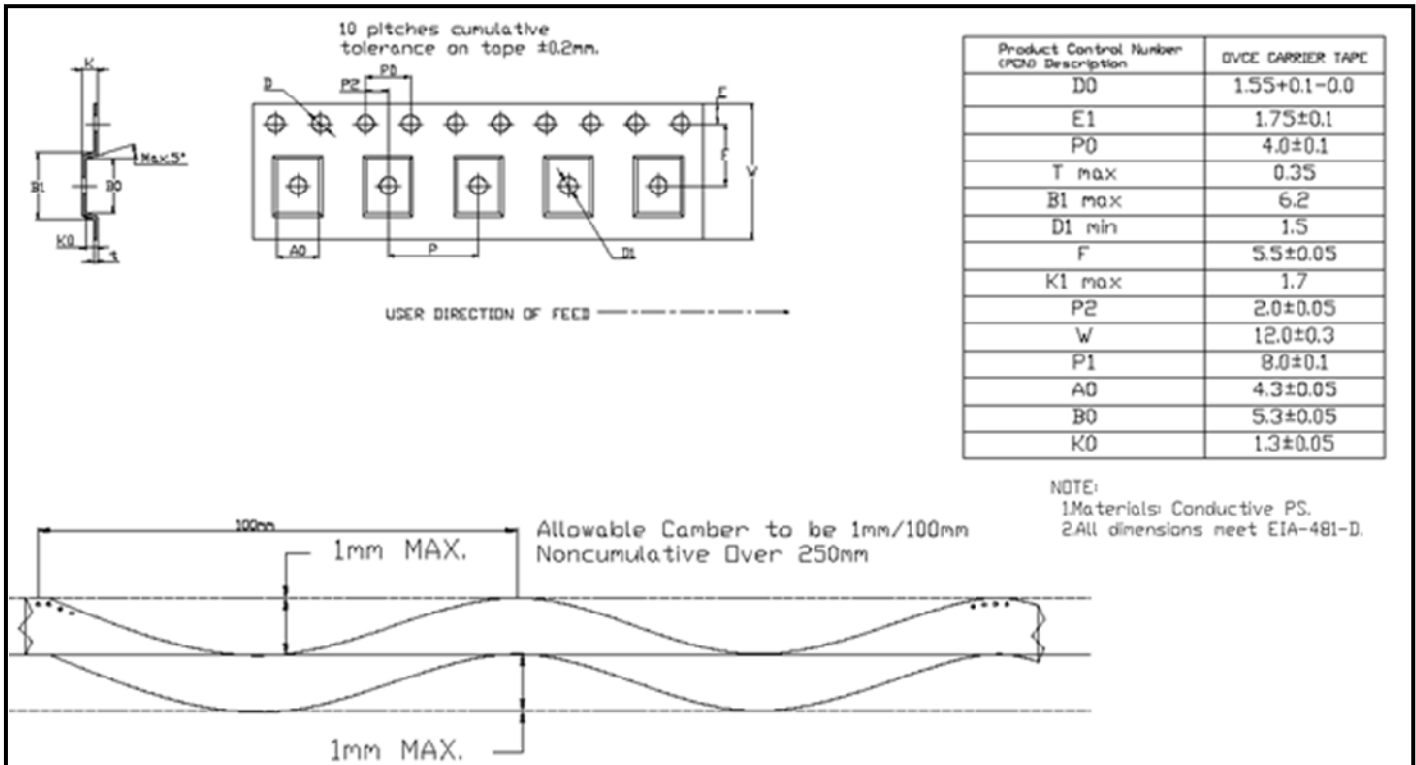 10 pitches cumulative
tolerance on tape ±0.2mm.
K
Max.5°
B1
B0
K0
t
D
P2
P0
E
F
W
A0
P
D1
USER DIRECTION OF FEED
Product Control Number
(PCN) Description
OVCE CARRIER TAPE
D0 1.55+0.1-0.0
E1 1.75±0.1
P0 4.0±0.1
T max 0.35
B1 max 6.2
D1 min 1.5
F 5.5±0.05
K1 max 1.7
P2 2.0±0.05
W 12.0±0.3
P1 8.0±0.1
A0 4.3±0.05
B0 5.3±0.05
K0 1.3±0.05
NOTE:
1.Materials: Conductive PS.
2.All dimensions meet EIA-481-D.
100mm
1mm MAX.
Allowable Camber to be 1mm/100mm
Noncumulative Over 250mm
1mm MAX.